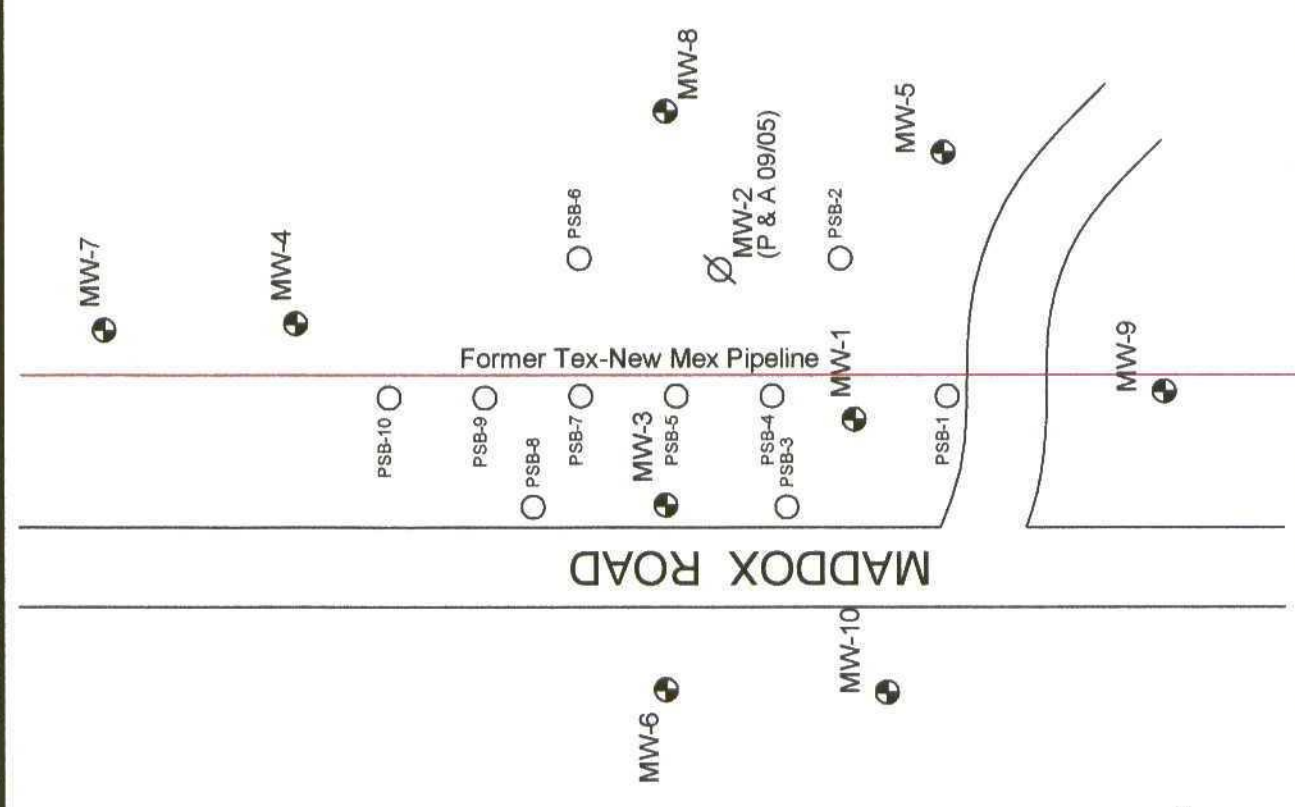 MW-8
MW-7
MW-5
MW-4
PSB-6
MW-2
(P & A 09/05)
PSB-2
Former Tex-New Mex Pipeline
MW-1
MW-9
PSB-10
PSB-9
PSB-8
PSB-7
MW-3
PSB-5
PSB-4
PSB-3
PSB-1
MADDOX ROAD
MW-10
MW-6